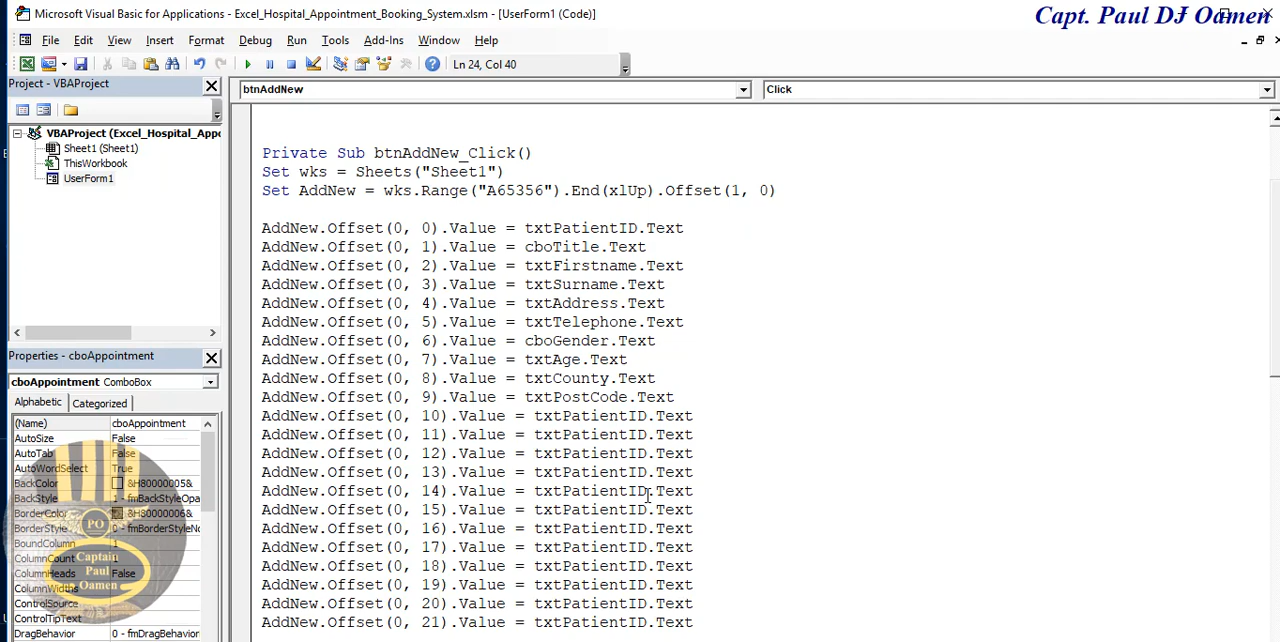 Microsoft Visual Basic for Applications - Excel_Hospital_Appointment_Booking_System.xlsm - [UserForm1 (Code)]
Capt. Paul DJ Oamen
File Edit View Insert Format Debug Run Tools Add-Ins Window Help
Ln 24, Col 40
Project - VBAProject
btnAddNew
Click
VBAProject (Excel_Hospital_Appo
Sheet1 (Sheet1)
ThisWorkbook
UserForm1
Private Sub btnAddNew_Click()
Set wks = Sheets("Sheet1")
Set AddNew = wks.Range("A65356").End(xlUp).Offset(1, 0)
AddNew.Offset(0, 0).Value = txtPatientID.Text
AddNew.Offset(0, 1).Value = cboTitle.Text
AddNew.Offset(0, 2).Value = txtFirstname.Text
AddNew.Offset(0, 3).Value = txtSurname.Text
AddNew.Offset(0, 4).Value = txtAddress.Text
AddNew.Offset(0, 5).Value = txtTelephone.Text
AddNew.Offset(0, 6).Value = cboGender.Text
AddNew.Offset(0, 7).Value = txtAge.Text
AddNew.Offset(0, 8).Value = txtCounty.Text
AddNew.Offset(0, 9).Value = txtPostCode.Text
AddNew.Offset(0, 10).Value = txtPatientID.Text
AddNew.Offset(0, 11).Value = txtPatientID.Text
AddNew.Offset(0, 12).Value = txtPatientID.Text
AddNew.Offset(0, 13).Value = txtPatientID.Text
AddNew.Offset(0, 14).Value = txtPatientID.Text
AddNew.Offset(0, 15).Value = txtPatientID.Text
AddNew.Offset(0, 16).Value = txtPatientID.Text
AddNew.Offset(0, 17).Value = txtPatientID.Text
AddNew.Offset(0, 18).Value = txtPatientID.Text
AddNew.Offset(0, 19).Value = txtPatientID.Text
AddNew.Offset(0, 20).Value = txtPatientID.Text
AddNew.Offset(0, 21).Value = txtPatientID.Text
Properties - cboAppointment
cboAppointment ComboBox
Alphabetic Categorized
(Name) cboAppointment
AutoSize False
AutoTab False
AutoWordSelect True
BackColor &H80000005&
BackStyle 1 - fmBackStyleOpa
BorderColor &H80000006&
BorderStyle 0 - fmBorderStyleNo
BoundColumn 1
ColumnCount 1
ColumnHeads False
ColumnWidths
ControlSource
ControlTipText
DragBehavior 0 - fmDragBehavior
PO
Captain
Paul
Oamen